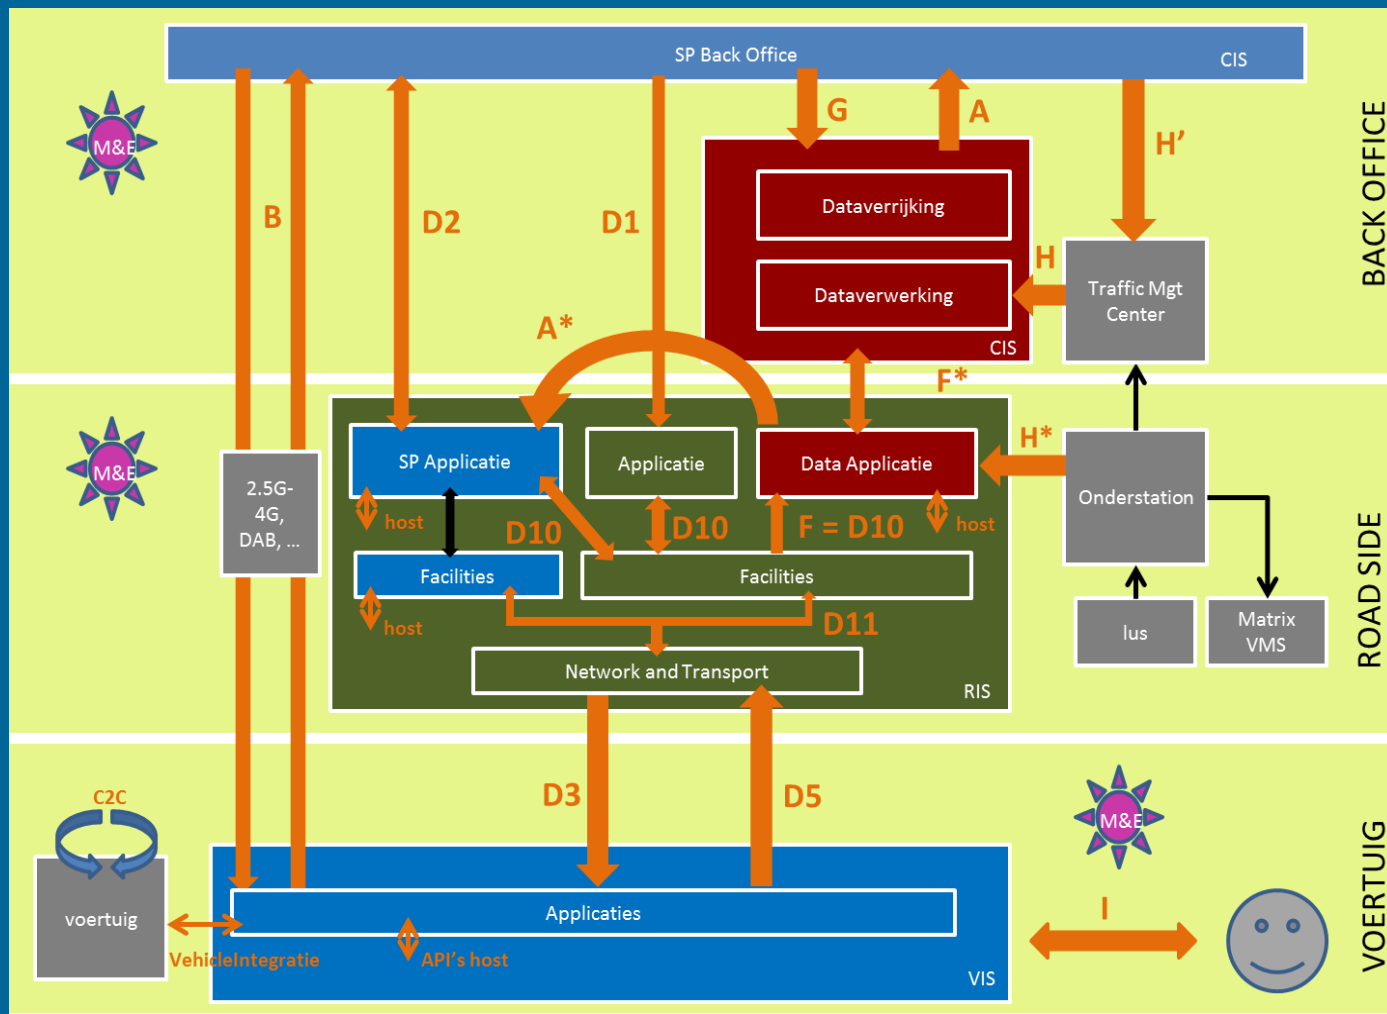 SP Back Office
CIS
BACK OFFICE
M&E
B
D2
D1
G
A
H'
Dataverrijking
Dataverwerking
CIS
H
Traffic Mgt
Center
A*
F*
ROAD SIDE
M&E
2.5G-
4G,
DAB, ...
SP Applicatie
Applicatie
Data Applicatie
H*
Onderstation
host
D10
D10
F = D10
host
Facilities
Facilities
host
D11
Network and Transport
RIS
lus
Matrix
VMS
VOERTUIG
D3
D5
M&E
C2C
voertuig
VehicleIntegratie
Applicaties
API's host
VIS
I